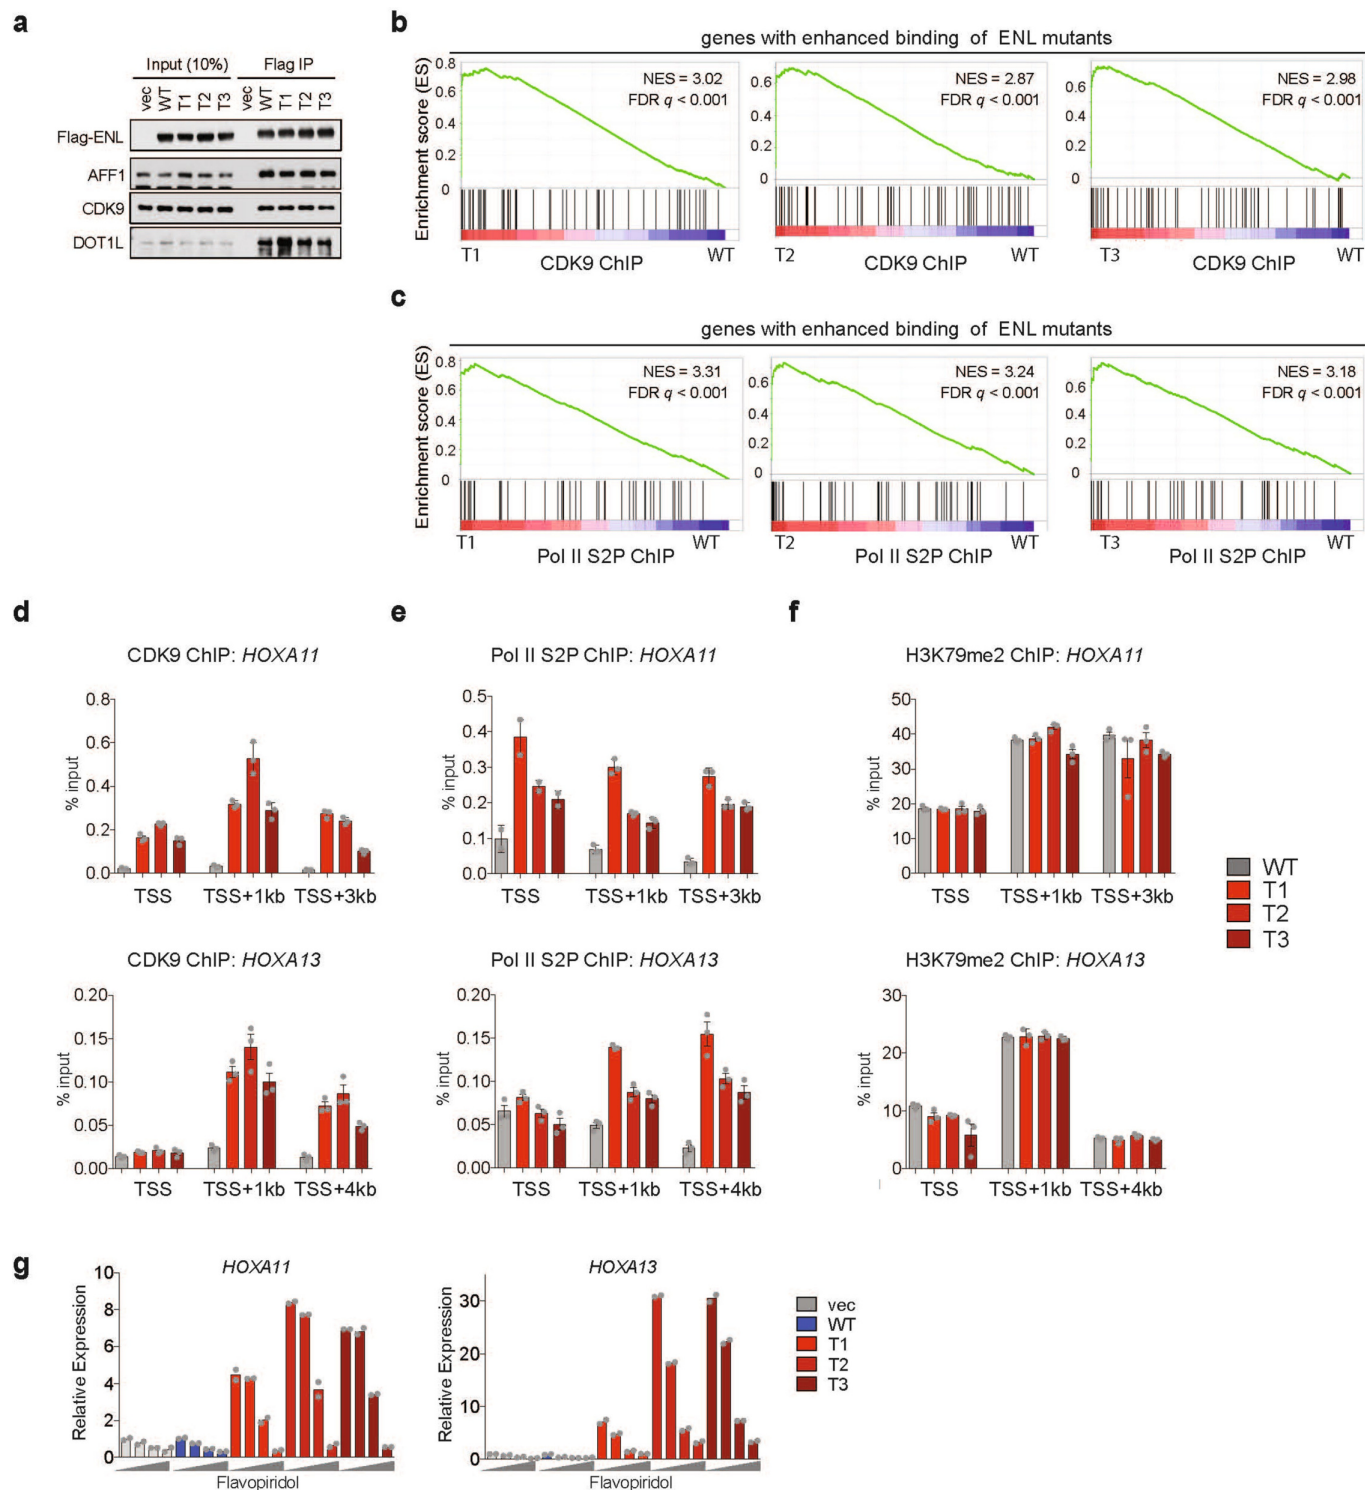 a
Input (10%) Flag IP
vec WT T1 T2 T3 vec WT T1 T2 T3
Flag-ENL
AFF1
CDK9
DOT1L
b
genes with enhanced binding of ENL mutants
Enrichment score (ES)
0.8 0.6 0.4 0.2 0
NES = 3.02
FDR q < 0.001
T1 WT
CDK9 ChIP
0.6 0.4 0.2 0
NES = 2.87
FDR q < 0.001
T2 WT
CDK9 ChIP
0.6 0.4 0.2 0
NES = 2.98
FDR q < 0.001
T3 WT
CDK9 ChIP
c
genes with enhanced binding of ENL mutants
Enrichment score (ES)
0.8 0.6 0.4 0.2 0
NES = 3.31
FDR q < 0.001
T1 WT
Pol II S2P ChIP
0.6 0.4 0.2 0
NES = 3.24
FDR q < 0.001
T2 WT
Pol II S2P ChIP
0.6 0.4 0.2 0
NES = 3.18
FDR q < 0.001
T3 WT
Pol II S2P ChIP
d
CDK9 ChIP: HOXA11
% input
0.8 0.6 0.4 0.2 0.0
TSS TSS+1kb TSS+3kb
CDK9 ChIP: HOXA13
% input
0.20 0.15 0.10 0.05 0.00
TSS TSS+1kb TSS+4kb
e
Pol II S2P ChIP: HOXA11
% input
0.5 0.4 0.3 0.2 0.1 0.0
TSS TSS+1kb TSS+3kb
Pol II S2P ChIP: HOXA13
% input
0.20 0.15 0.10 0.05 0.00
TSS TSS+1kb TSS+4kb
f
H3K79me2 ChIP: HOXA11
% input
50 40 30 20 10 0
TSS TSS+1kb TSS+3kb
WT
T1
T2
T3
H3K79me2 ChIP: HOXA13
% input
30 20 10 0
TSS TSS+1kb TSS+4kb
g
HOXA11
Relative Expression
10 8 6 4 2 0
Flavopiridol
HOXA13
Relative Expression
30 20 10 0
Flavopiridol
vec
WT
T1
T2
T3